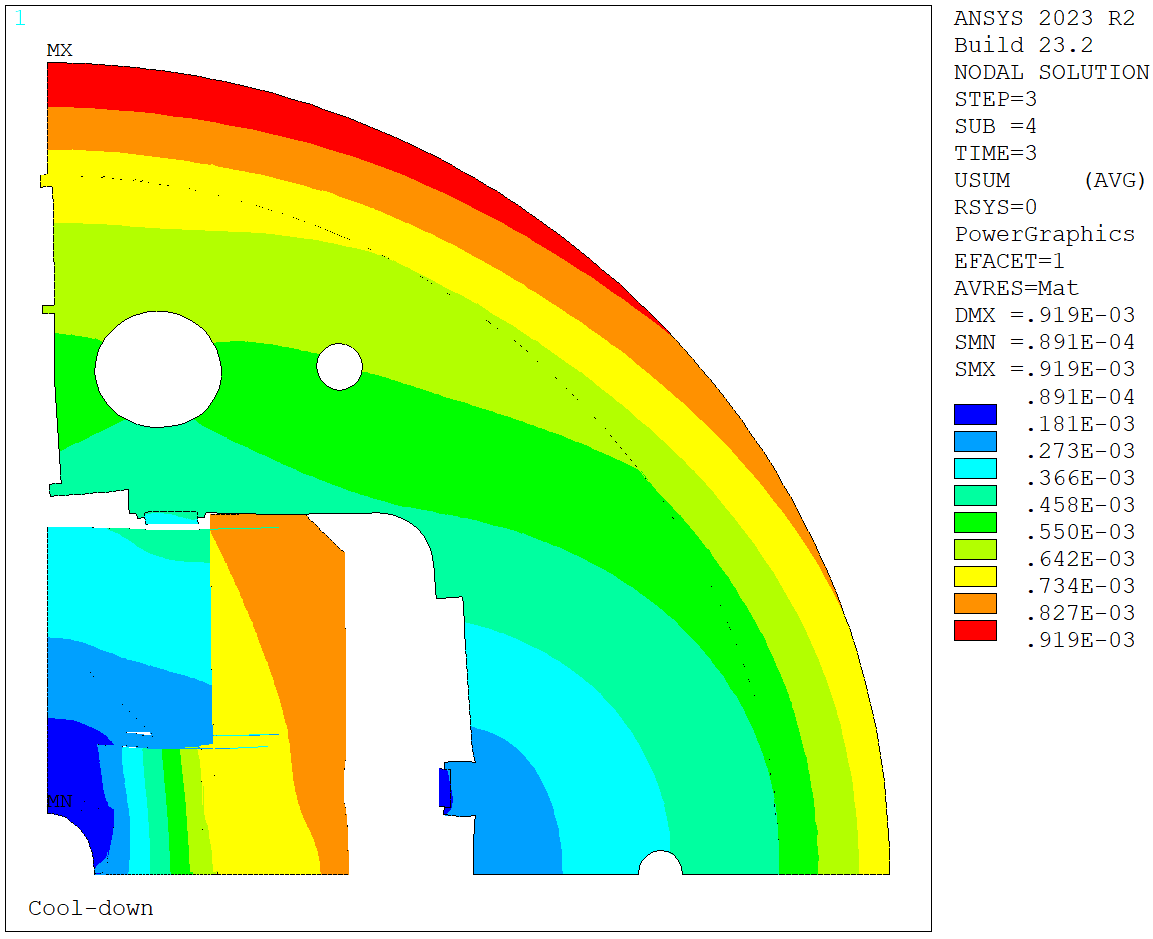 1
MX
MN
Cool-down
ANSYS 2023 R2
Build 23.2
NODAL SOLUTION
STEP=3
SUB =4
TIME=3
USUM     (AVG)
RSYS=0
PowerGraphics
EFACET=1
AVRES=Mat
DMX =.919E-03
SMN =.891E-04
SMX =.919E-03
.891E-04
.181E-03
.273E-03
.366E-03
.458E-03
.550E-03
.642E-03
.734E-03
.827E-03
.919E-03